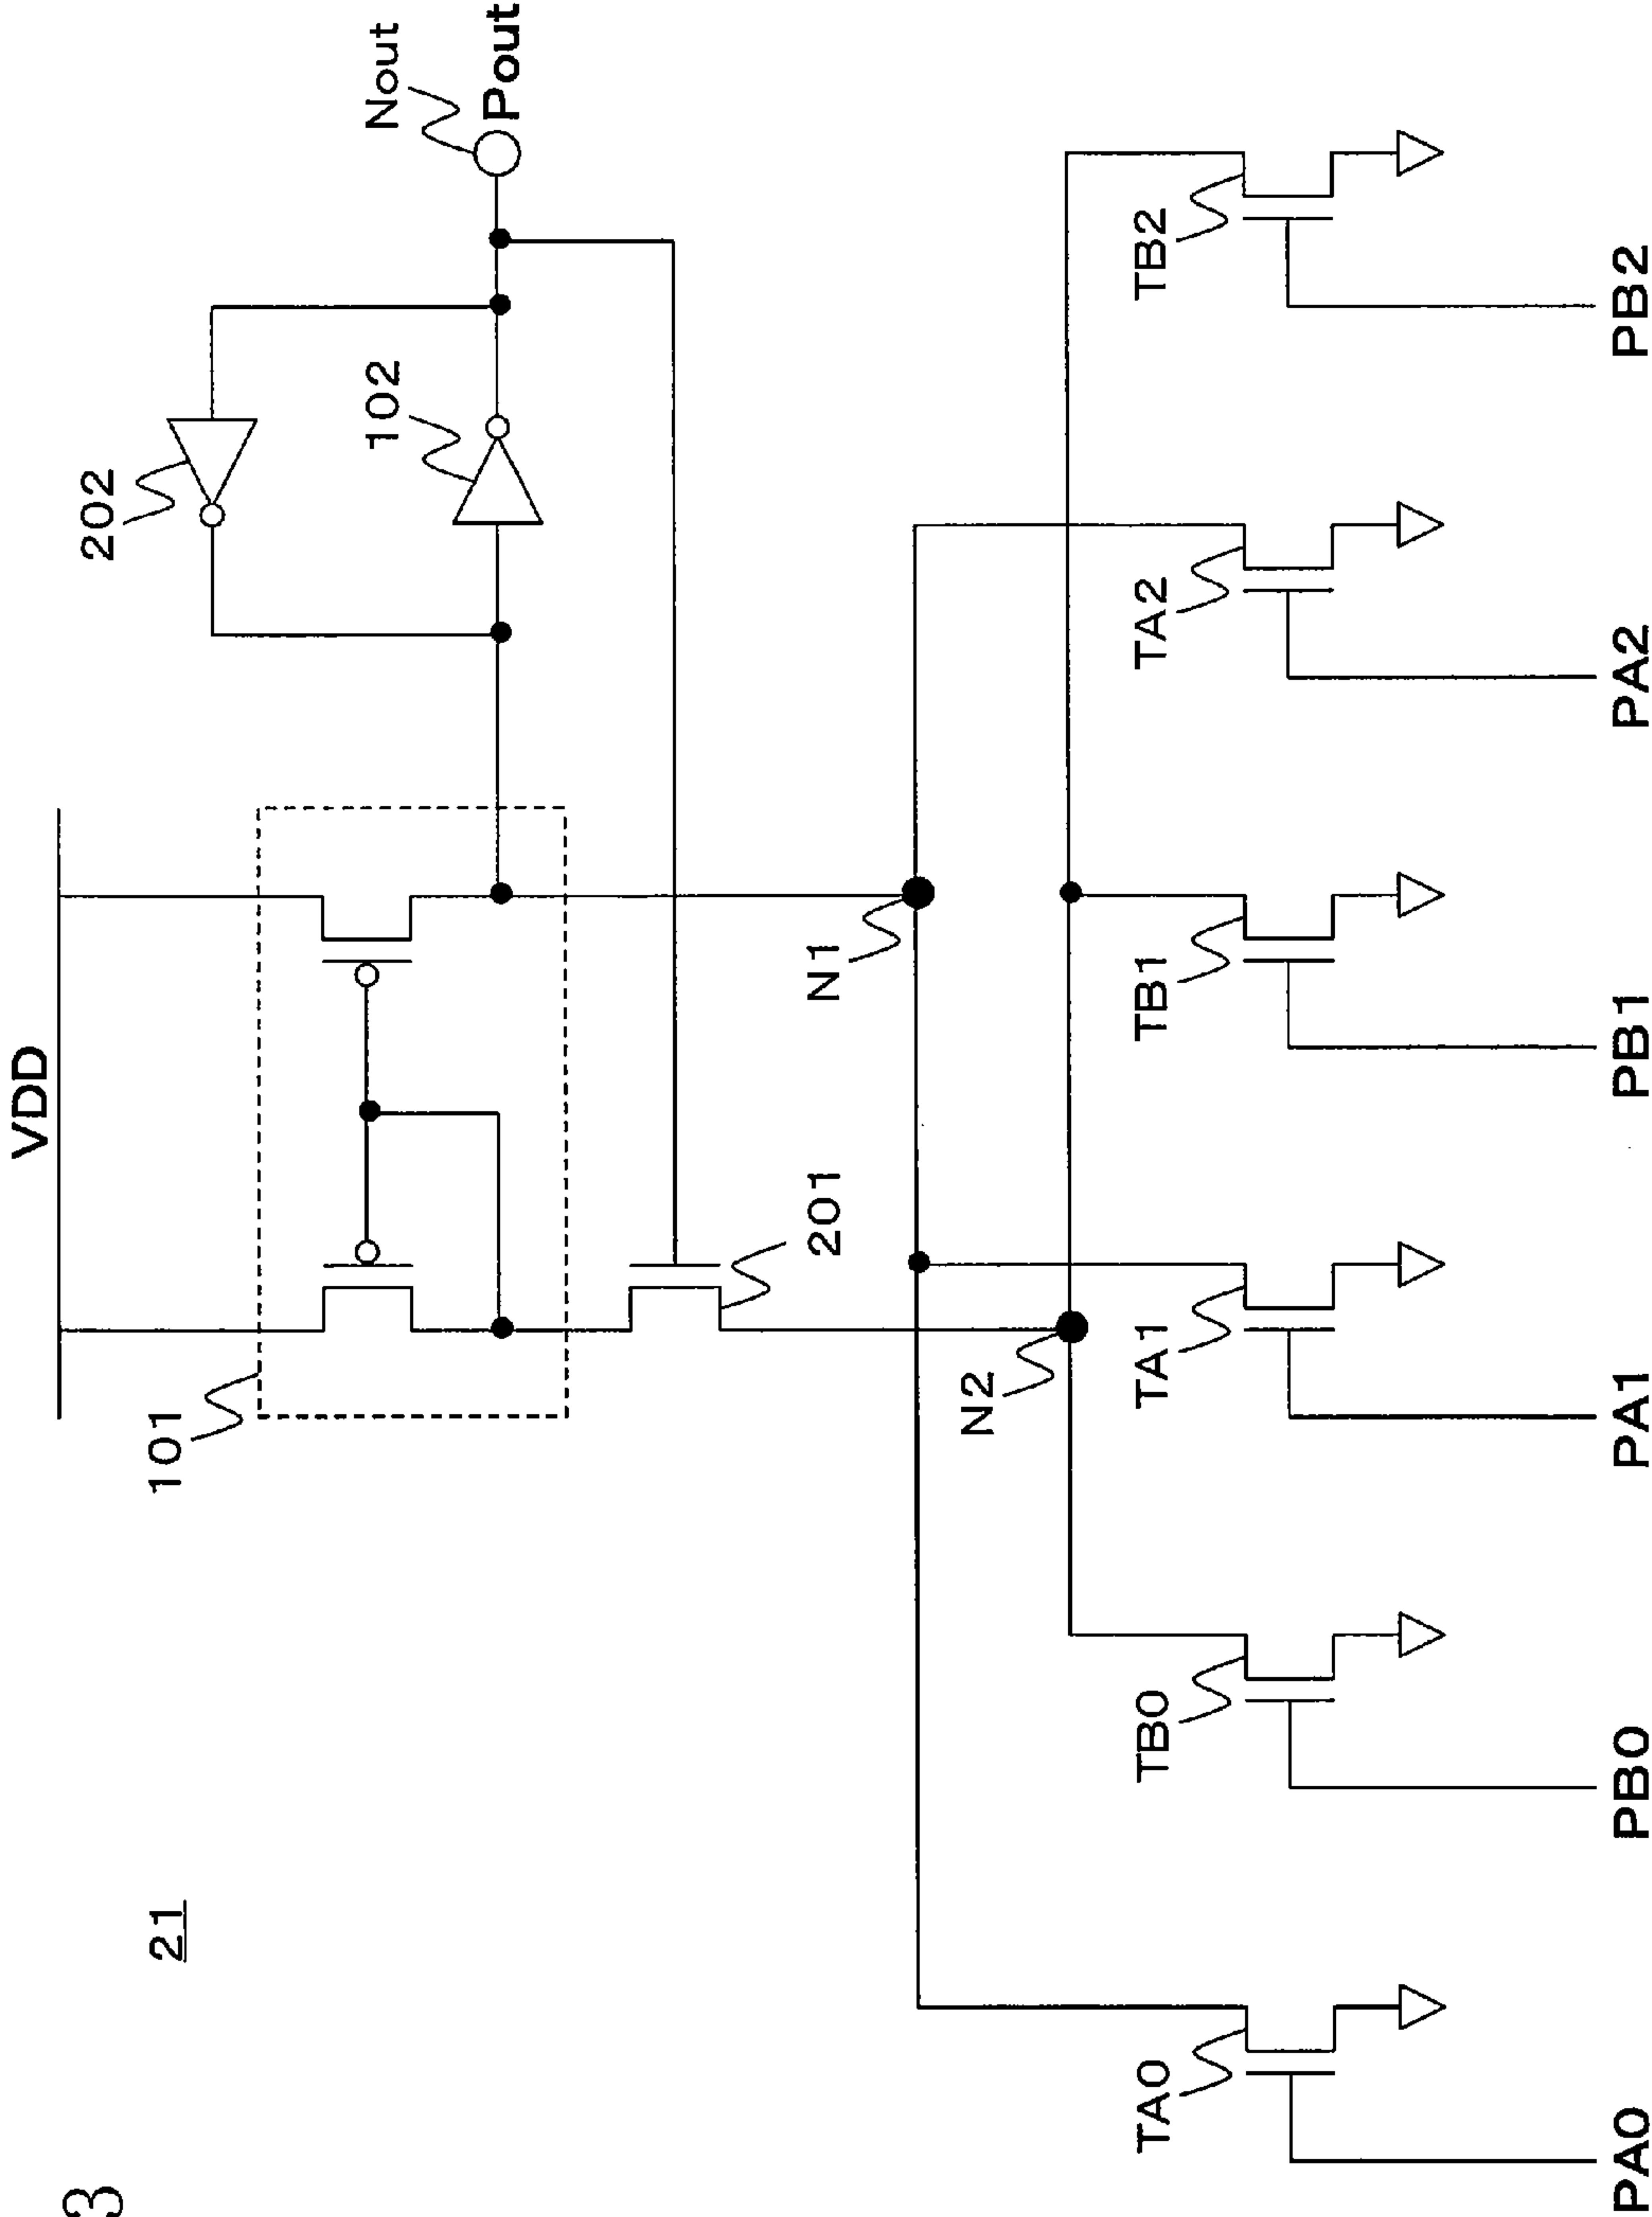 3
21
VDD
101
202
102
Nout
Pout
201
N1
N2
TA0
TB0
TA1
TB1
TA2
TB2
PA0
PB0
PA1
PB1
PA2
PB2